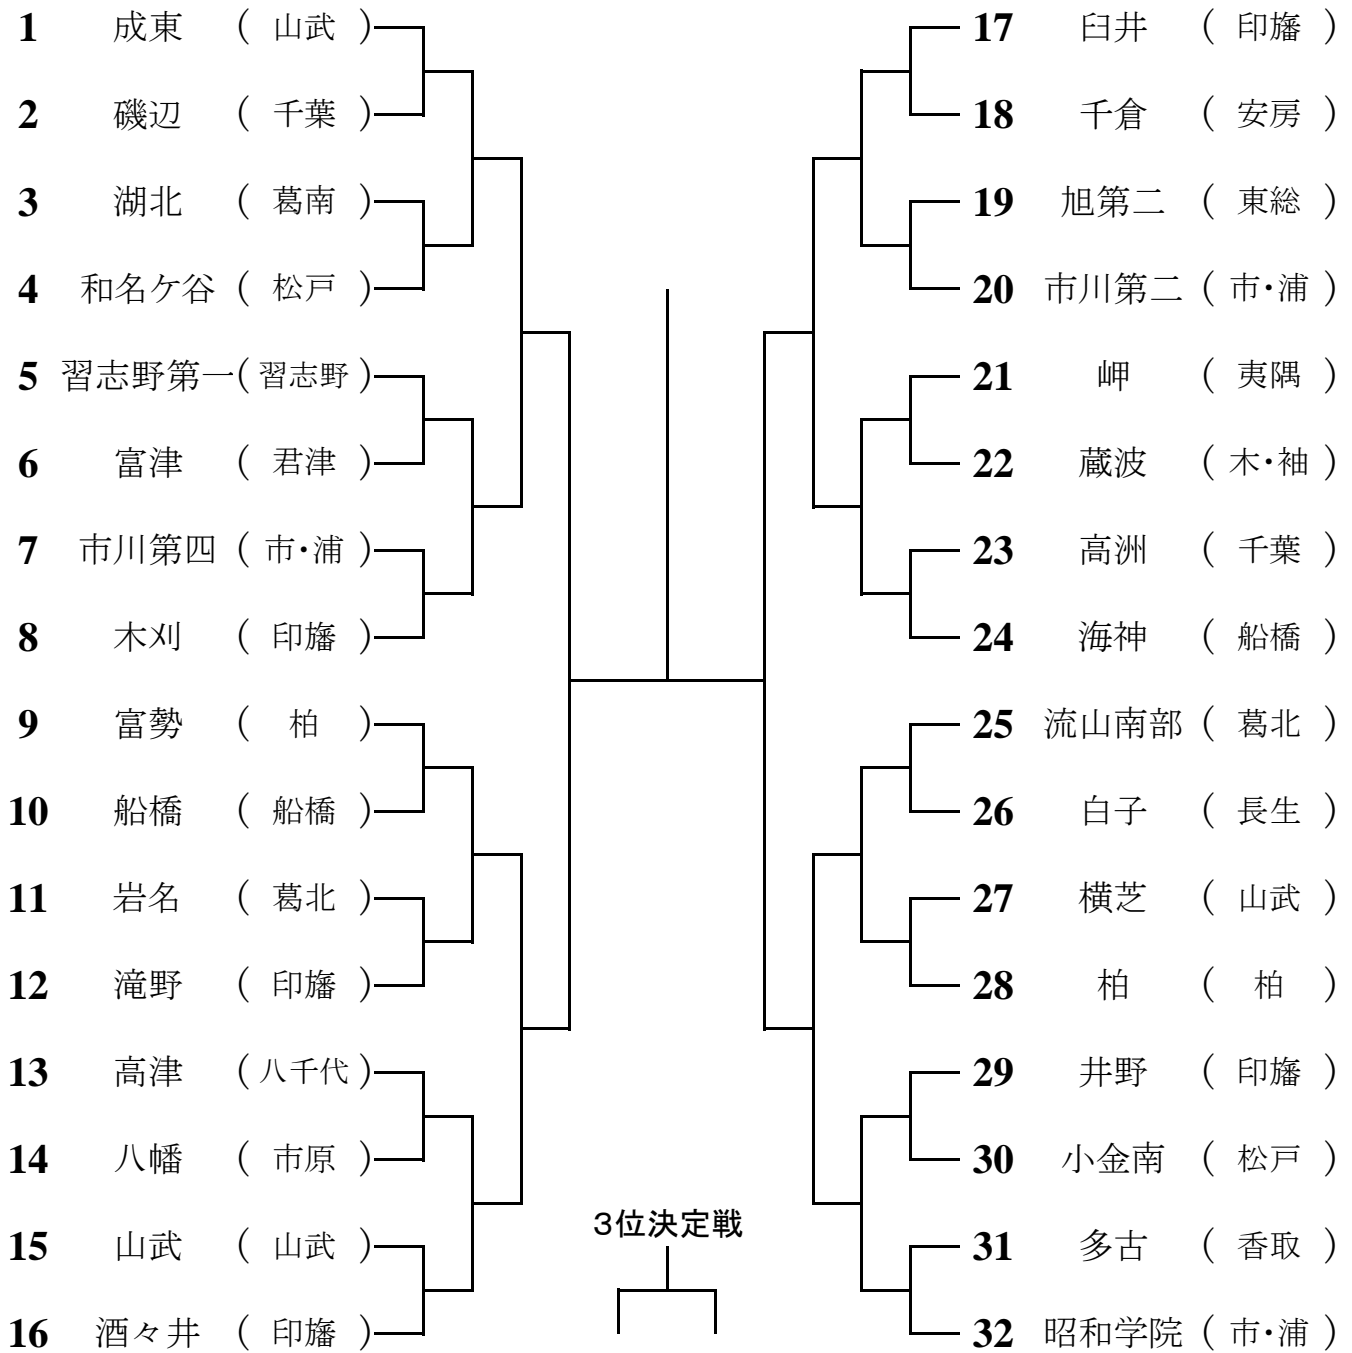 1 成東 ( 山武 )
2 磯辺 ( 千葉 )
3 湖北 ( 葛南 )
4 和名ケ谷 ( 松戸 )
5 習志野第一 ( 習志野 )
6 富津 ( 君津 )
7 市川第四 ( 市・浦 )
8 木刈 ( 印旛 )
9 富勢 ( 柏 )
10 船橋 ( 船橋 )
11 岩名 ( 葛北 )
12 滝野 ( 印旛 )
13 高津 ( 八千代 )
14 八幡 ( 市原 )
15 山武 ( 山武 )
16 酒々井 ( 印旛 )
3位決定戦
17 臼井 ( 印旛 )
18 千倉 ( 安房 )
19 旭第二 ( 東総 )
20 市川第二 ( 市・浦 )
21 岬 ( 夷隅 )
22 蔵波 ( 木・袖 )
23 高洲 ( 千葉 )
24 海神 ( 船橋 )
25 流山南部 ( 葛北 )
26 白子 ( 長生 )
27 横芝 ( 山武 )
28 柏 ( 柏 )
29 井野 ( 印旛 )
30 小金南 ( 松戸 )
31 多古 ( 香取 )
32 昭和学院 ( 市・浦 )